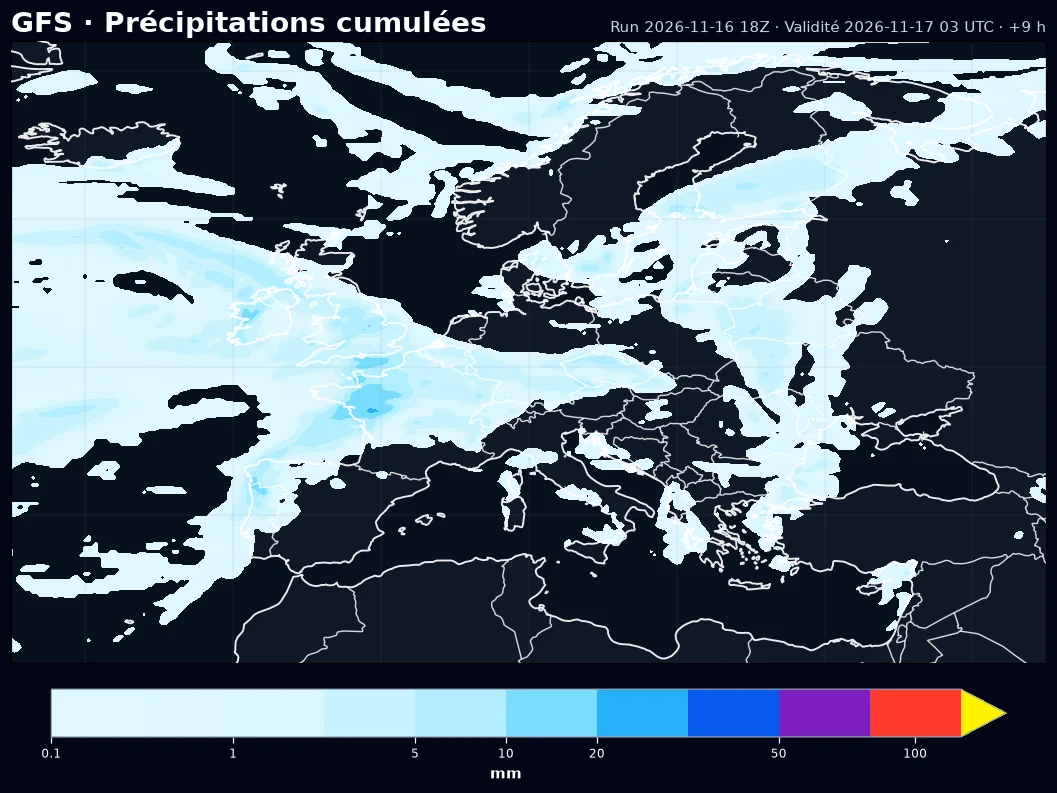 GFS · Précipitations cumulées
Run 2026-11-16 18Z · Validité 2026-11-17 03 UTC · +9 h
0.1 1 5 10 20 50 100
mm